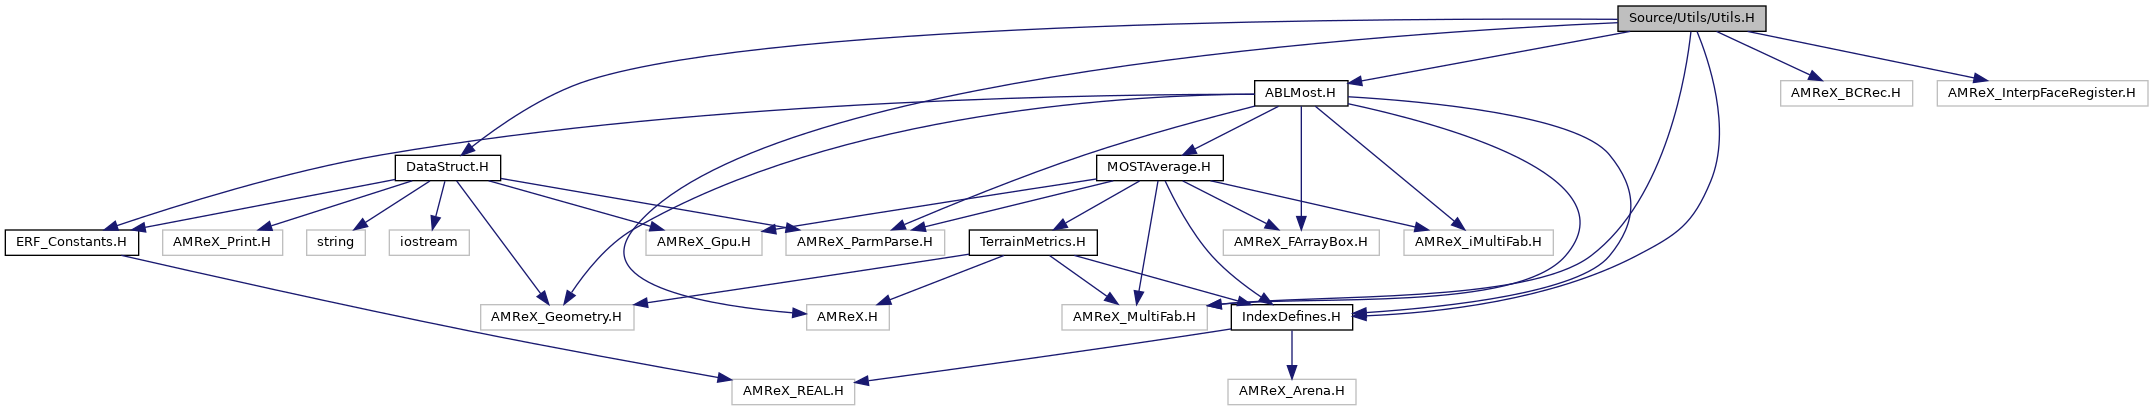 Source/Utils/Utils.H
ABLMost.H
AMReX_BCRec.H
AMReX_InterpFaceRegister.H
DataStruct.H
MOSTAverage.H
ERF_Constants.H
AMReX_Print.H
string
iostream
AMReX_Gpu.H
AMReX_ParmParse.H
TerrainMetrics.H
AMReX_FArrayBox.H
AMReX_iMultiFab.H
AMReX_Geometry.H
AMReX.H
AMReX_MultiFab.H
IndexDefines.H
AMReX_REAL.H
AMReX_Arena.H